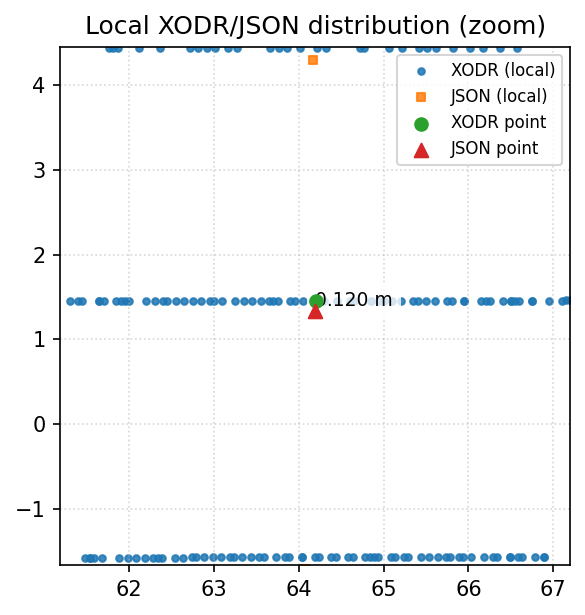 Local XODR/JSON distribution (zoom)
XODR (local)
JSON (local)
XODR point
JSON point
4
3
2
0.120 m
1
0
−1
62 63 64 65 66 67